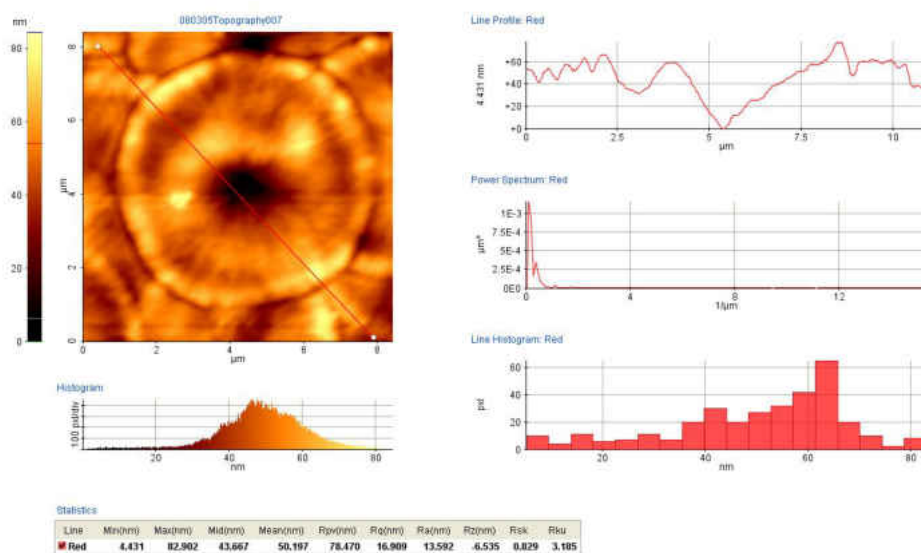 nm
080305Topography007
80
60
40
20
0
µm
8
6
4
2
0
0 2 4 6 8
µm
Histogram
100 pxl/div
0 20 40 60 80
nm
Line Profile: Red
4.431 nm
+60
+40
+20
+0
0 2.5 5 7.5 10
µm
Power Spectrum: Red
1E-3
7.5E-4
5E-4
2.5E-4
0E0
0 4 8 12
1/µm
Line Histogram: Red
pxl
60
40
20
0
20 40 60 80
nm
Statistics
Line Min(nm) Max(nm) Mid(nm) Mean(nm) Rpv(nm) Rq(nm) Ra(nm) Rz(nm) Rsk Rku
Red 4.431 82.902 43.667 50.197 78.470 16.909 13.592 -6.535 0.829 3.185